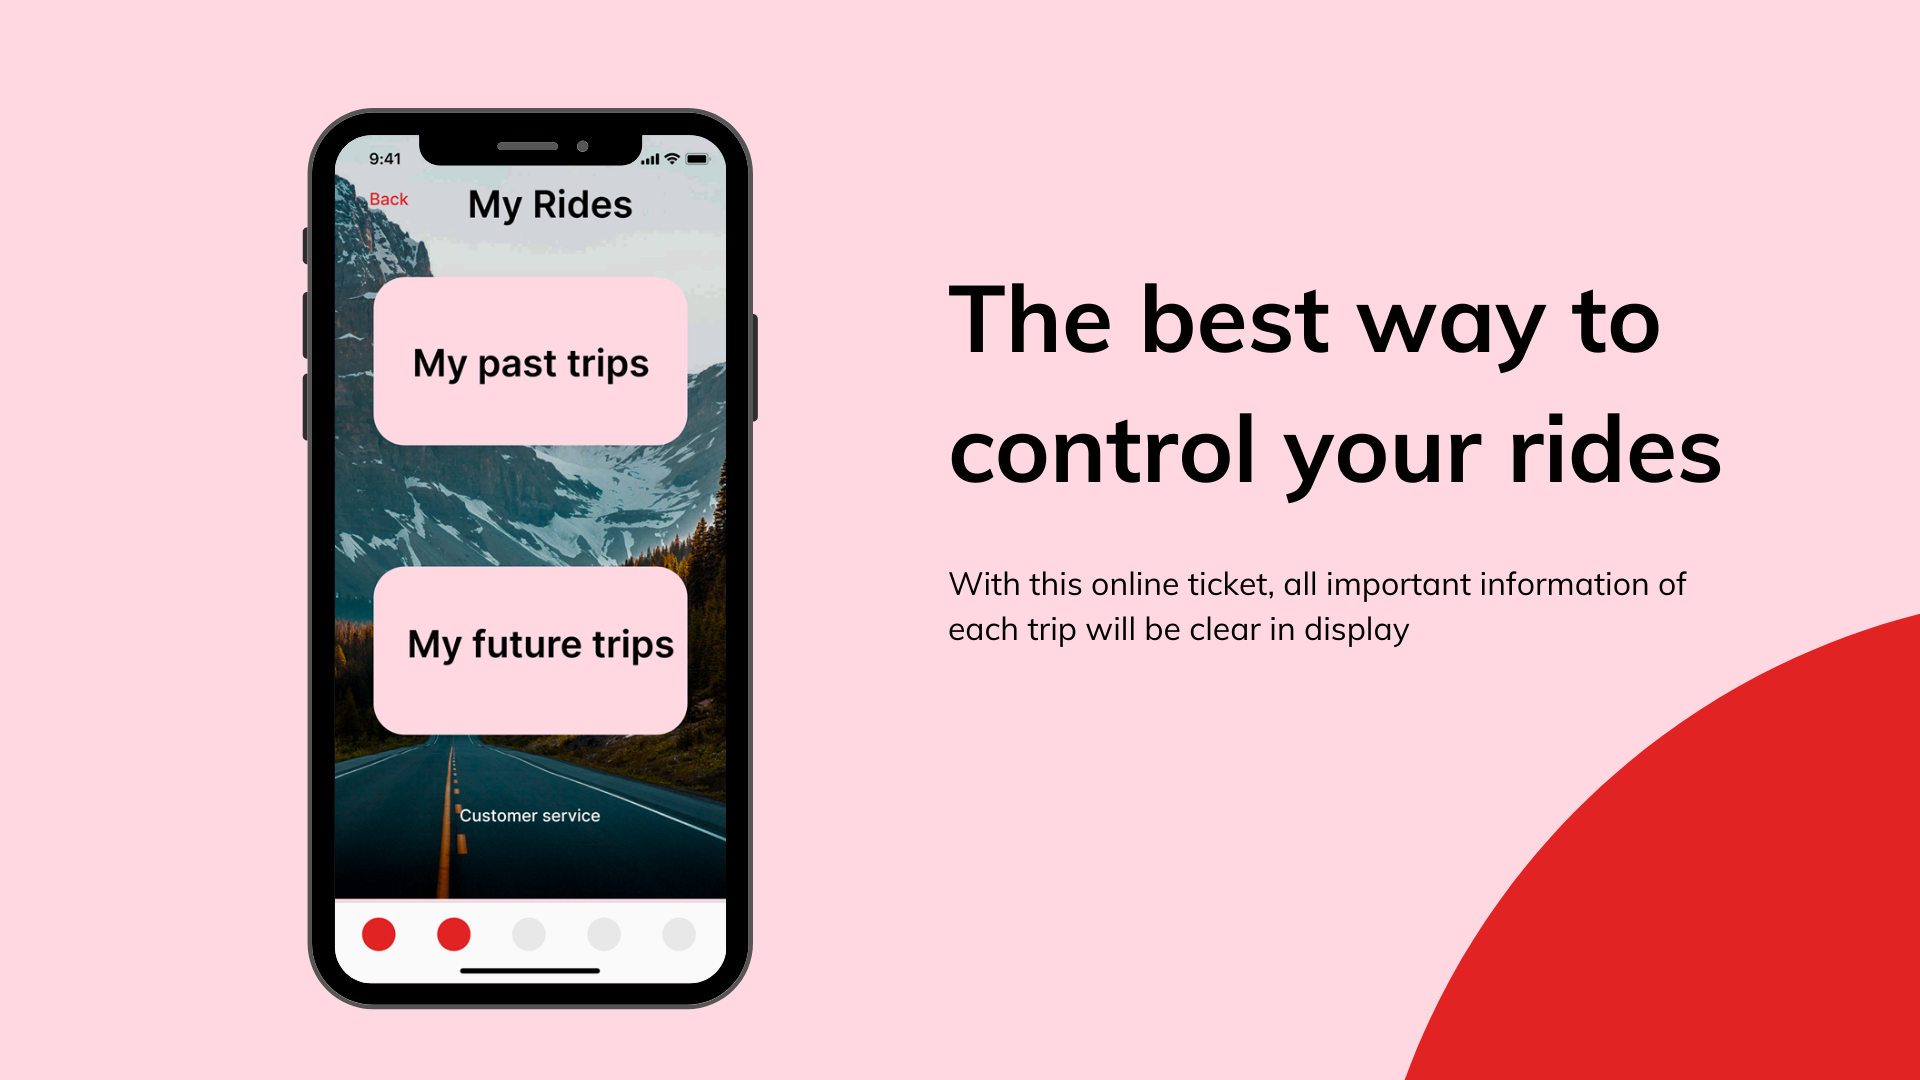 9:41
Back
My Rides
My past trips
My future trips
Customer service
The best way to
control your rides
With this online ticket, all important information of
each trip will be clear in display